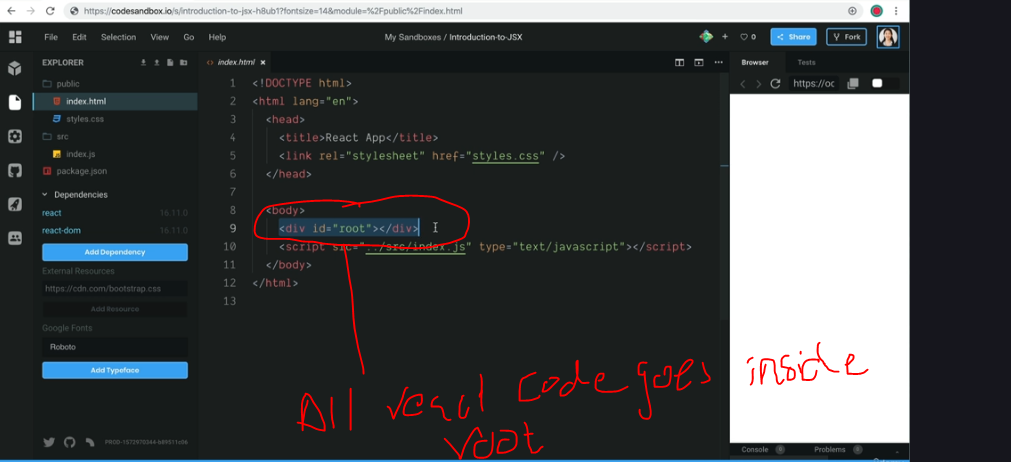 https://codesandbox.io/s/introduction-to-jsx-h8ub1?fontsize=14&module=%2Fpublic%2Findex.html
File Edit Selection View Go Help
My Sandboxes / Introduction-to-JSX
0 Share Fork
EXPLORER
public
index.html
styles.css
src
index.js
package.json
Dependencies
react 16.11.0
react-dom 16.11.0
Add Dependency
External Resources
https://cdn.com/bootstrap.css
Add Resource
Google Fonts
Roboto
Add Typeface
PROD-1572970344-b89511c06
index.html
1 <!DOCTYPE html>
2 <html lang="en">
3 <head>
4 <title>React App</title>
5 <link rel="stylesheet" href="styles.css" />
6 </head>
7
8 <body>
9 <div id="root"></div>
10 <script src="../src/index.js" type="text/javascript"></script>
11 </body>
12 </html>
13
All react code goes inside
root
Browser Tests
https://oc
Console 0 Problems 0